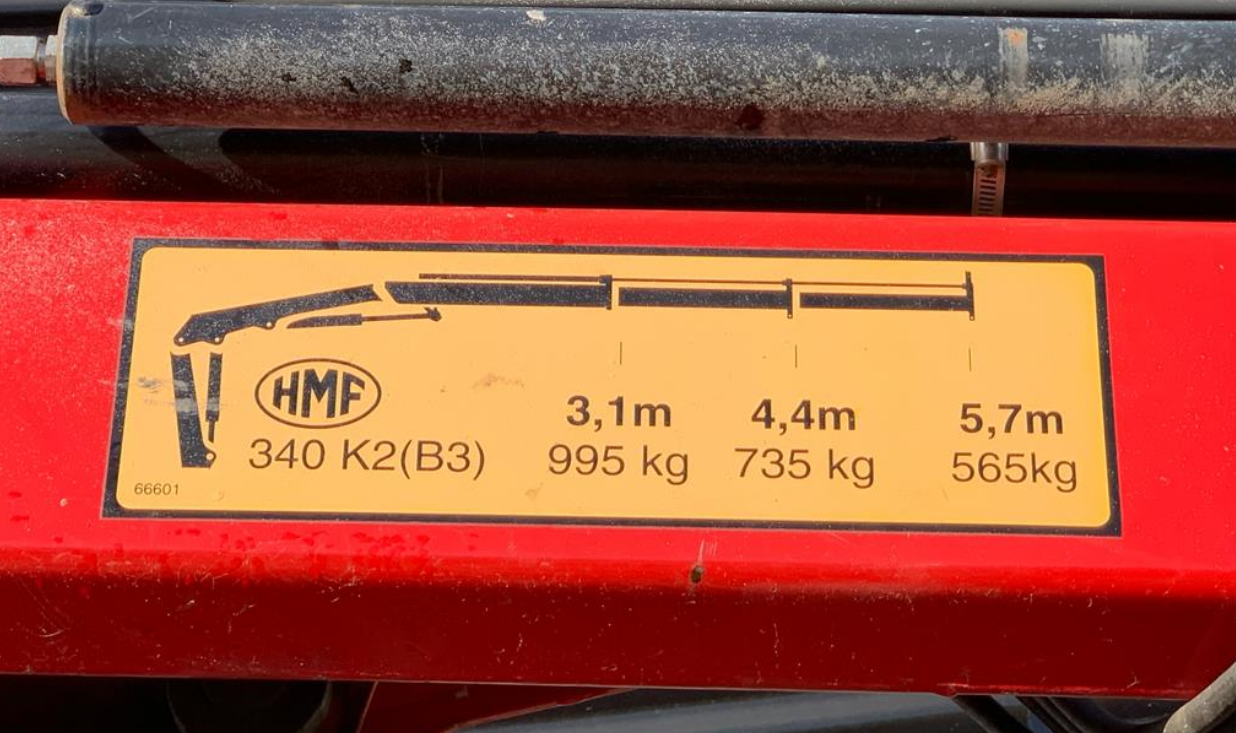 HMF
3,1m 4,4m 5,7m
340 K2(B3) 995 kg 735 kg 565kg
66601